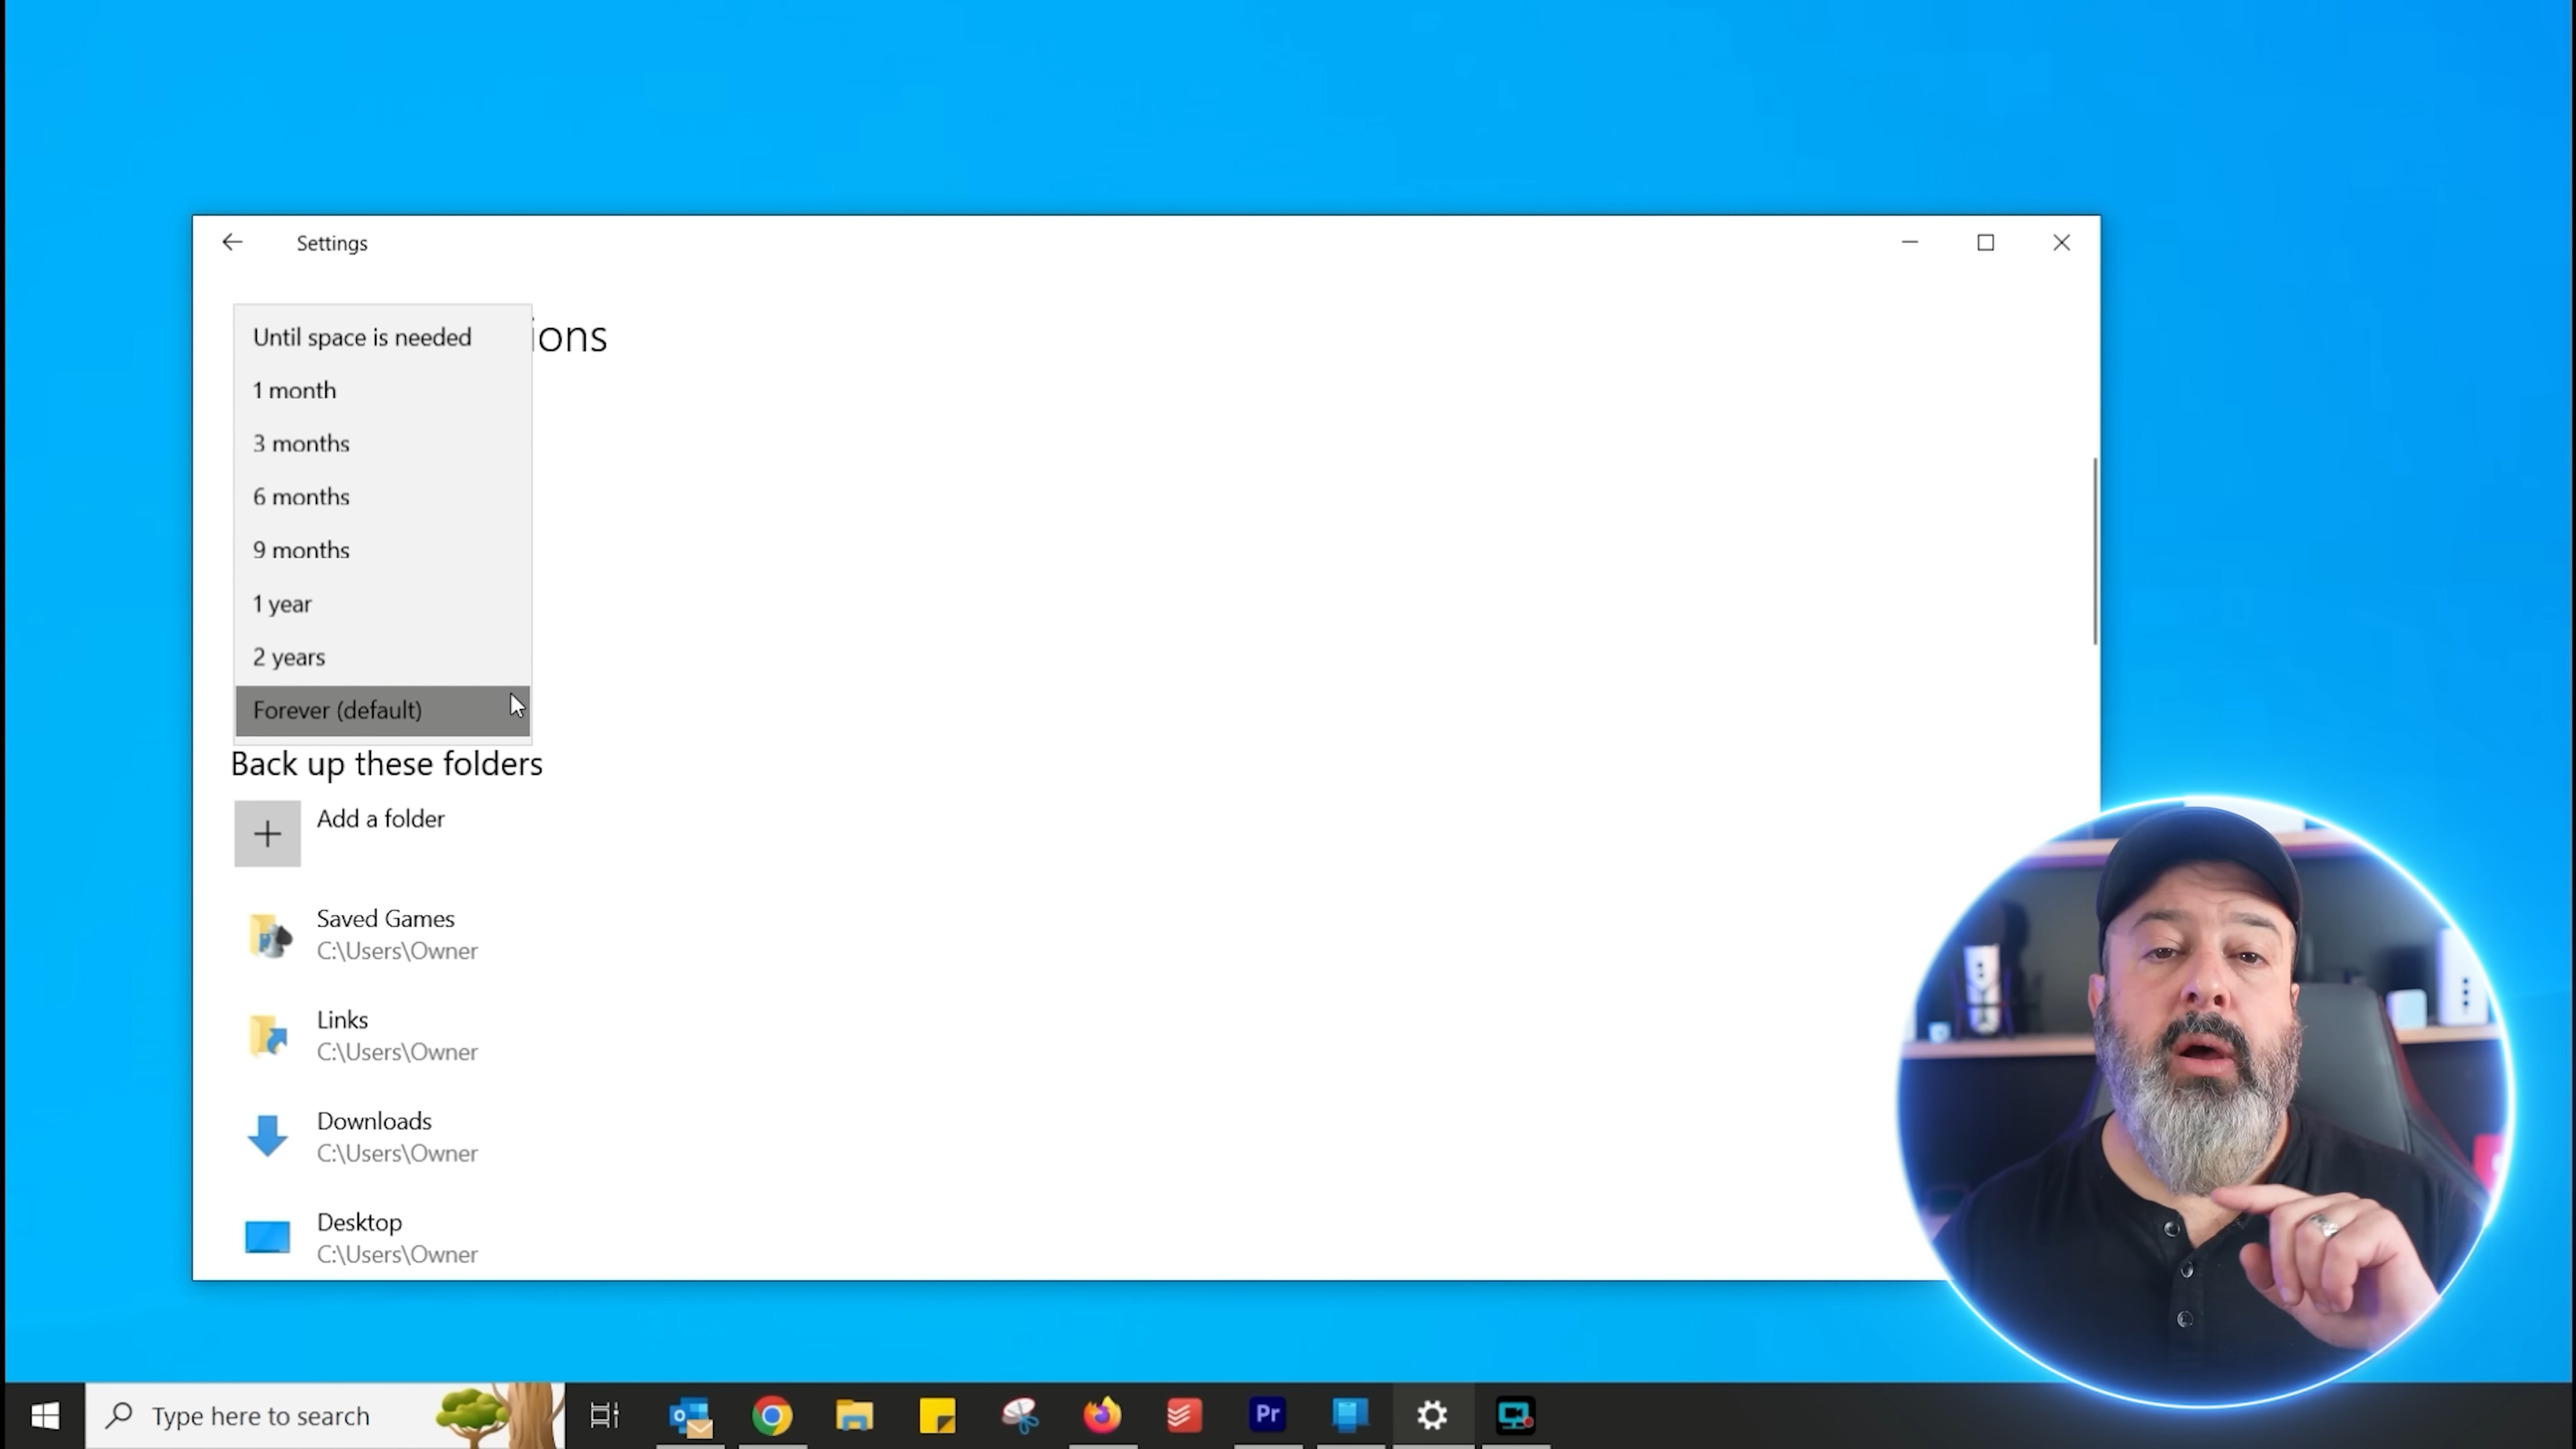 Settings
ions
Until space is needed
1 month
3 months
6 months
9 months
1 year
2 years
Forever (default)
Back up these folders
Add a folder
Saved Games
C:\Users\Owner
Links
C:\Users\Owner
Downloads
C:\Users\Owner
Desktop
C:\Users\Owner
Type here to search
Pr